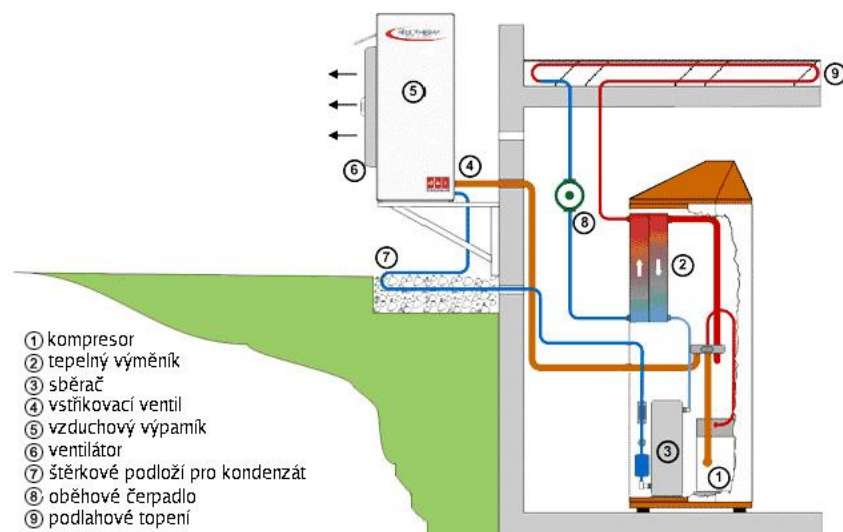 ⑨
⑤
⑥
④
⑧
⑦
②
③
①
① kompresor
② tepelný výměník
③ sběrač
④ vstřikovací ventil
⑤ vzduchový výparník
⑥ ventilátor
⑦ štěrkové podloží pro kondenzát
⑧ oběhové čerpadlo
⑨ podlahové topení